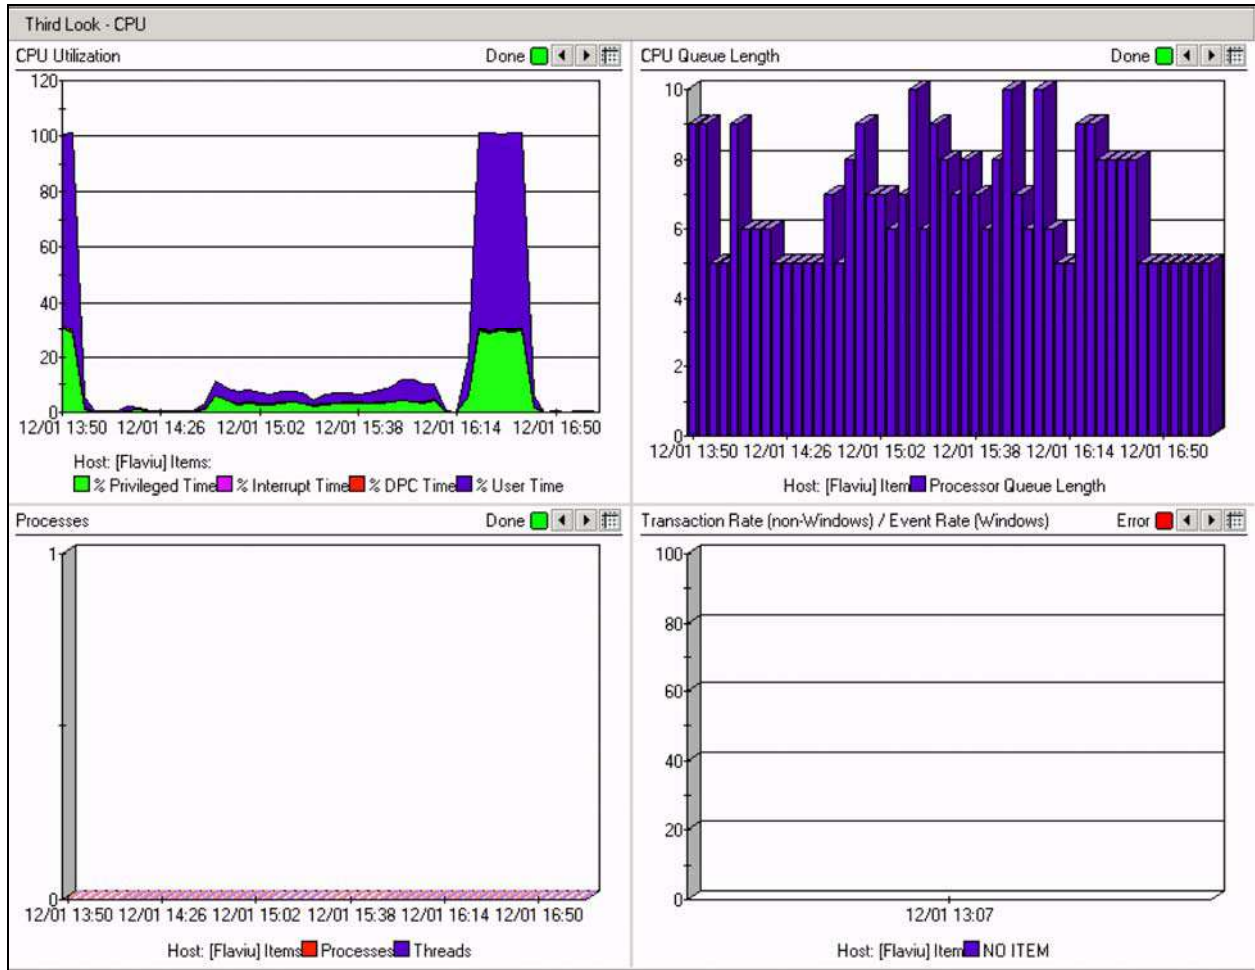 Third Look - CPU
CPU Utilization Done
120
100
80
60
40
20
0
12/01 13:50 12/01 14:26 12/01 15:02 12/01 15:38 12/01 16:14 12/01 16:50
Host: [Flaviu] Items:
% Privileged Time % Interrupt Time % DPC Time % User Time
CPU Queue Length Done
10
8
6
4
2
0
12/01 13:50 12/01 14:26 12/01 15:02 12/01 15:38 12/01 16:14 12/01 16:50
Host: [Flaviu] Item Processor Queue Length
Processes Done
1
0
12/01 13:50 12/01 14:26 12/01 15:02 12/01 15:38 12/01 16:14 12/01 16:50
Host: [Flaviu] Items Processes Threads
Transaction Rate (non-Windows) / Event Rate (Windows) Error
100
80
60
40
20
0
12/01 13:07
Host: [Flaviu] Item NO ITEM